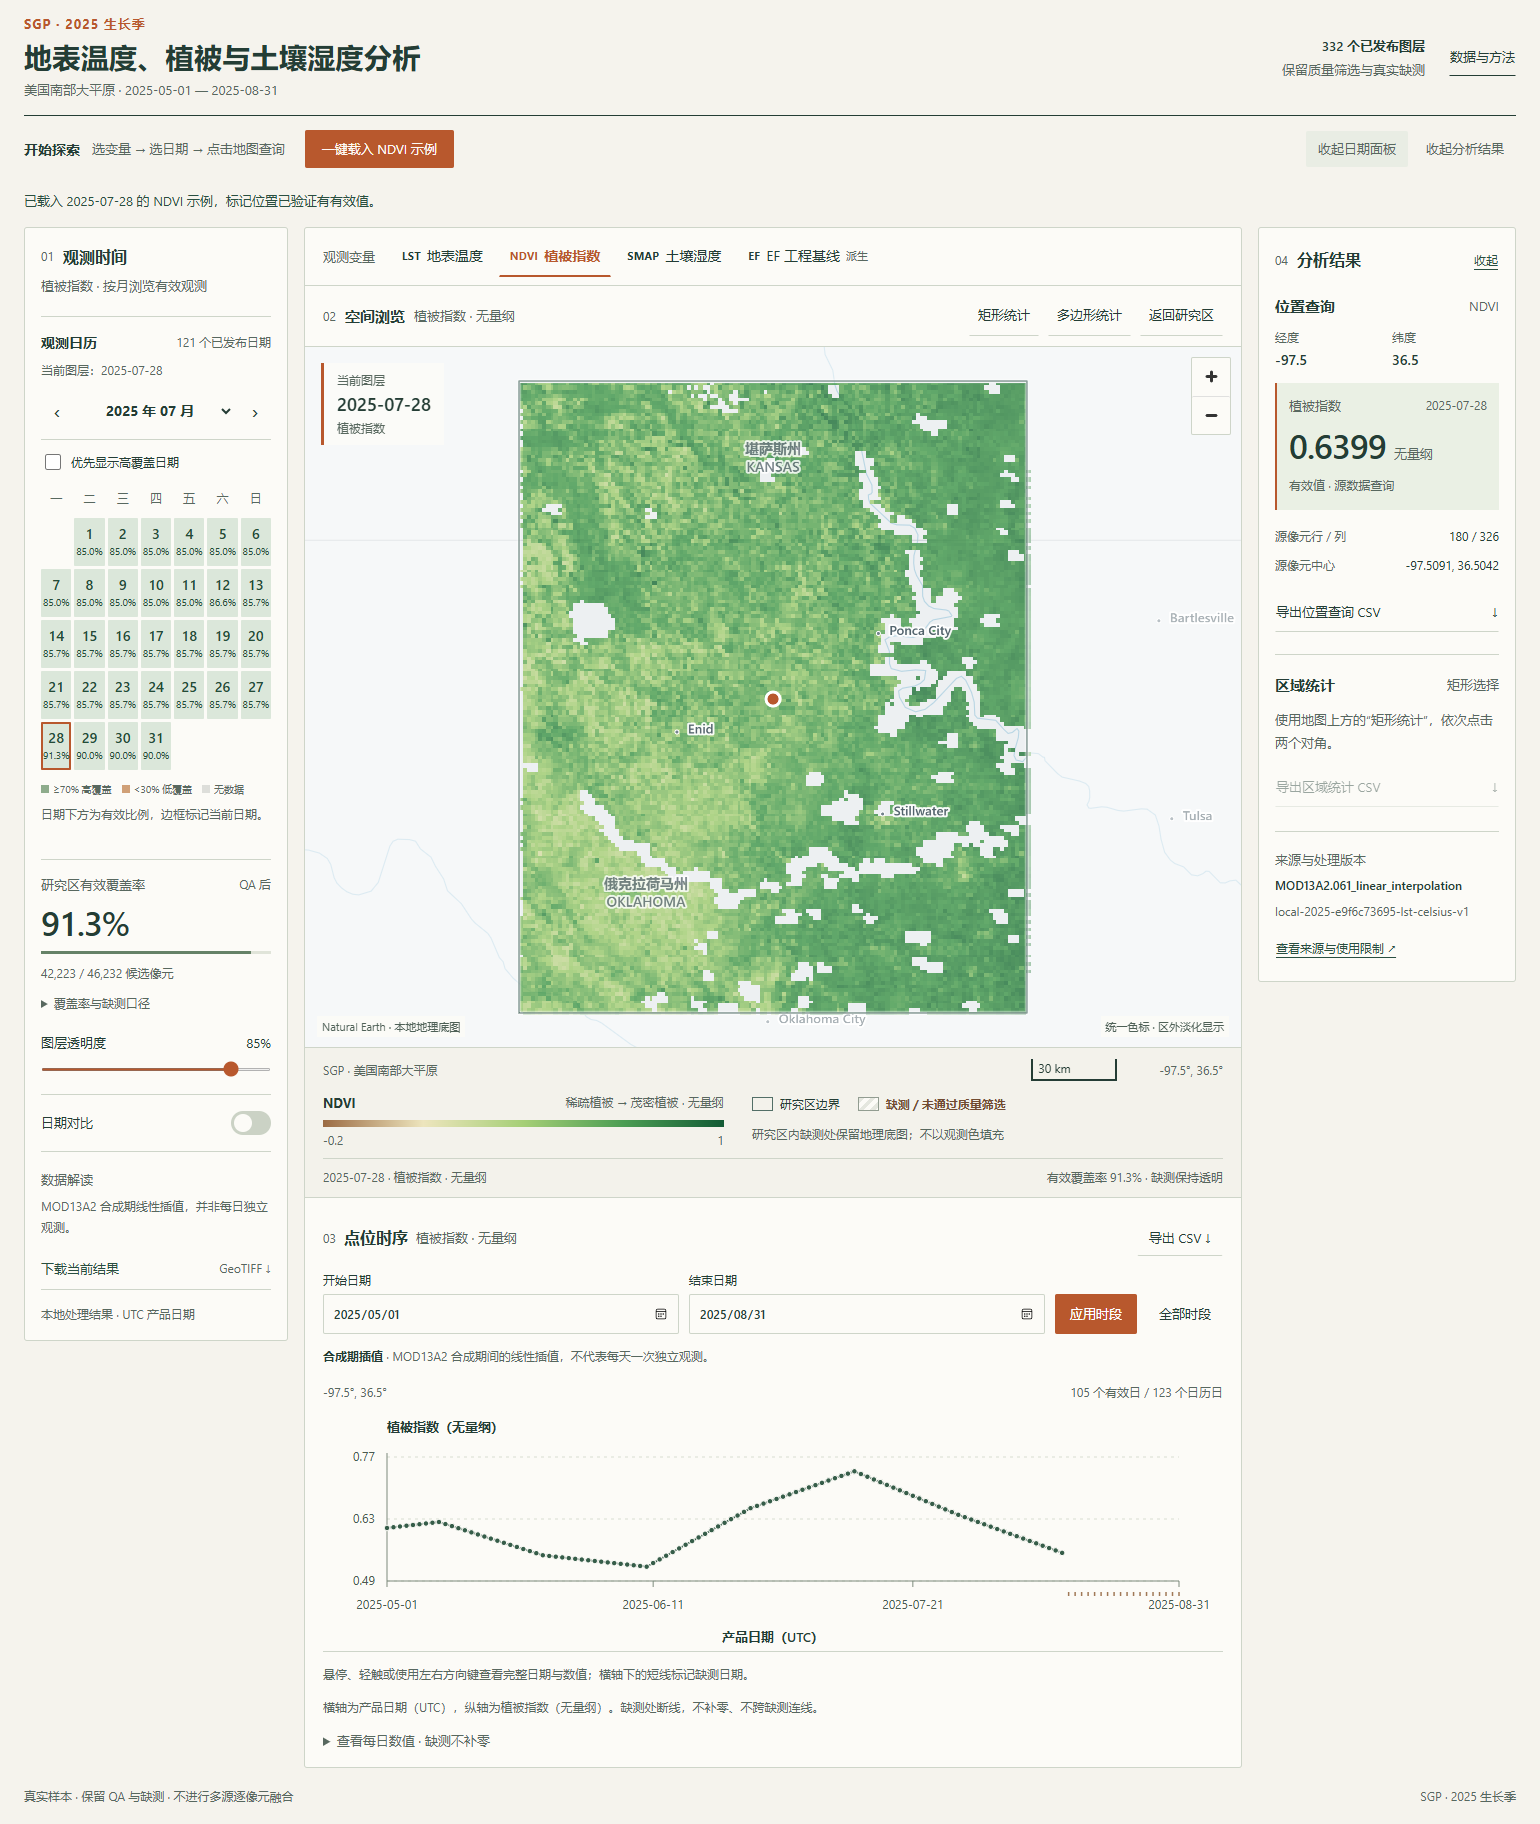 SGP · 2025 生长季
地表温度、植被与土壤湿度分析
美国南部大平原 · 2025-05-01 — 2025-08-31
332 个已发布图层
保留质量筛选与真实缺测
数据与方法
开始探索 选变量 → 选日期 → 点击地图查询
一键载入 NDVI 示例
收起日期面板
收起分析结果
已载入 2025-07-28 的 NDVI 示例，标记位置已验证有有效值。
01 观测时间
植被指数 · 按月浏览有效观测
观测日历 121 个已发布日期
当前图层：2025-07-28
‹ 2025 年 07 月 ›
优先显示高覆盖日期
一 二 三 四 五 六 日
1 2 3 4 5 6
85.0% 85.0% 85.0% 85.0% 85.0% 85.0%
7 8 9 10 11 12 13
85.0% 85.0% 85.0% 85.0% 85.0% 86.6% 85.7%
14 15 16 17 18 19 20
85.7% 85.7% 85.7% 85.7% 85.7% 85.7% 85.7%
21 22 23 24 25 26 27
85.7% 85.7% 85.7% 85.7% 85.7% 85.7% 85.7%
28 29 30 31
91.3% 90.0% 90.0% 90.0%
≥70% 高覆盖 <30% 低覆盖 无数据
日期下方为有效比例，边框标记当前日期。
研究区有效覆盖率 QA 后
91.3%
42,223 / 46,232 候选像元
▶ 覆盖率与缺测口径
图层透明度 85%
日期对比
数据解读
MOD13A2 合成期线性插值，并非每日独立
观测。
下载当前结果 GeoTIFF ↓
本地处理结果 · UTC 产品日期
观测变量 LST 地表温度 NDVI 植被指数 SMAP 土壤湿度 EF EF 工程基线 派生
02 空间浏览 植被指数 · 无量纲
矩形统计 多边形统计 返回研究区
当前图层
2025-07-28
植被指数
+
−
堪萨斯州
KANSAS
Bartlesville
Ponca City
Enid
Stillwater
Tulsa
俄克拉荷马州
OKLAHOMA
Oklahoma City
Natural Earth · 本地地理底图
统一色标 · 区外淡化显示
SGP · 美国南部大平原
30 km
-97.5°, 36.5°
NDVI 稀疏植被 → 茂密植被 · 无量纲
-0.2 1
研究区边界 缺测 / 未通过质量筛选
研究区内缺测处保留地理底图；不以观测色填充
2025-07-28 · 植被指数 · 无量纲
有效覆盖率 91.3% · 缺测保持透明
03 点位时序 植被指数 · 无量纲
导出 CSV ↓
开始日期 结束日期
2025/05/01 2025/08/31 应用时段 全部时段
合成期插值 · MOD13A2 合成期间的线性插值，不代表每天一次独立观测。
-97.5°, 36.5° 105 个有效日 / 123 个日历日
植被指数（无量纲）
0.77
0.63
0.49
2025-05-01 2025-06-11 2025-07-21 2025-08-31
产品日期（UTC）
悬停、轻触或使用左右方向键查看完整日期与数值；横轴下的短线标记缺测日期。
横轴为产品日期（UTC），纵轴为植被指数（无量纲）。缺测处断线，不补零、不跨缺测连线。
▶ 查看每日数值 · 缺测不补零
04 分析结果 收起
位置查询 NDVI
经度 纬度
-97.5 36.5
植被指数 2025-07-28
0.6399 无量纲
有效值 · 源数据查询
源像元行 / 列 180 / 326
源像元中心 -97.5091, 36.5042
导出位置查询 CSV ↓
区域统计 矩形选择
使用地图上方的“矩形统计”，依次点击
两个对角。
导出区域统计 CSV ↓
来源与处理版本
MOD13A2.061_linear_interpolation
local-2025-e9f6c73695-lst-celsius-v1
查看来源与使用限制 ↗
真实样本 · 保留 QA 与缺测 · 不进行多源逐像元融合
SGP · 2025 生长季